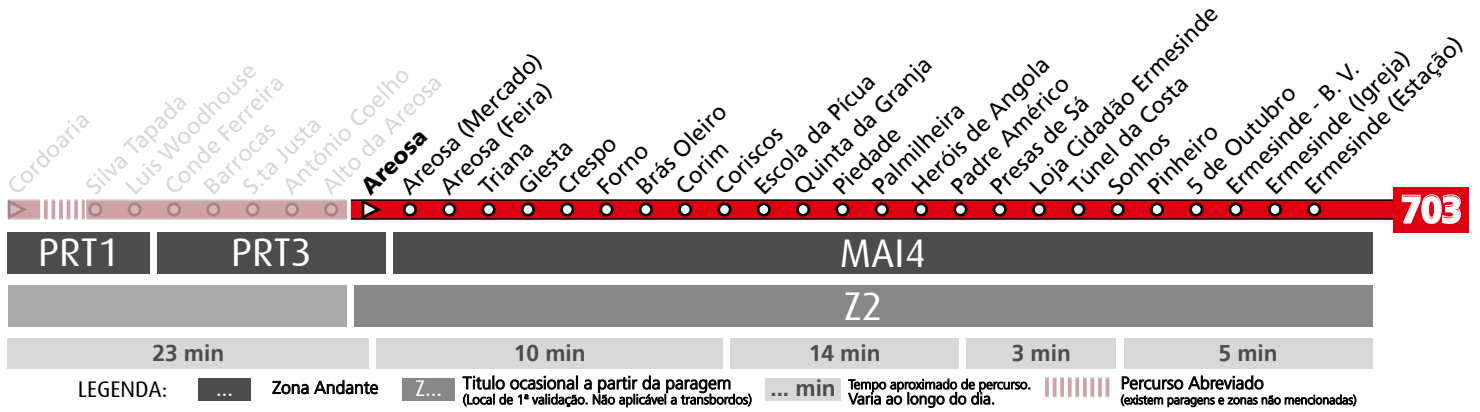 Cordoaria
Silva Tapada
Luis Woodhouse
Conde Ferreira
Barrocas
S.ta Justa
António Coelho
Alto da Areosa
Areosa
Areosa (Mercado)
Areosa (Feira)
Triana
Giesta
Crespo
Forno
Brás Oleiro
Corim
Coriscos
Escola da Pícua
Quinta da Granja
Piedade
Palmilheira
Heróis de Angola
Padre Américo
Presas de Sá
Loja Cidadão Ermesinde
Túnel da Costa
Sonhos
Pinheiro
5 de Outubro
Ermesinde - B. V.
Ermesinde (Igreja)
Ermesinde (Estação)
703
PRT1 PRT3 MAI4
Z2
23 min 10 min 14 min 3 min 5 min
LEGENDA:
... Zona Andante
Z... Titulo ocasional a partir da paragem
(Local de 1ª validação. Não aplicável a transbordos)
... min Tempo aproximado de percurso.
Varia ao longo do dia.
Percurso Abreviado
(existem paragens e zonas não mencionadas)